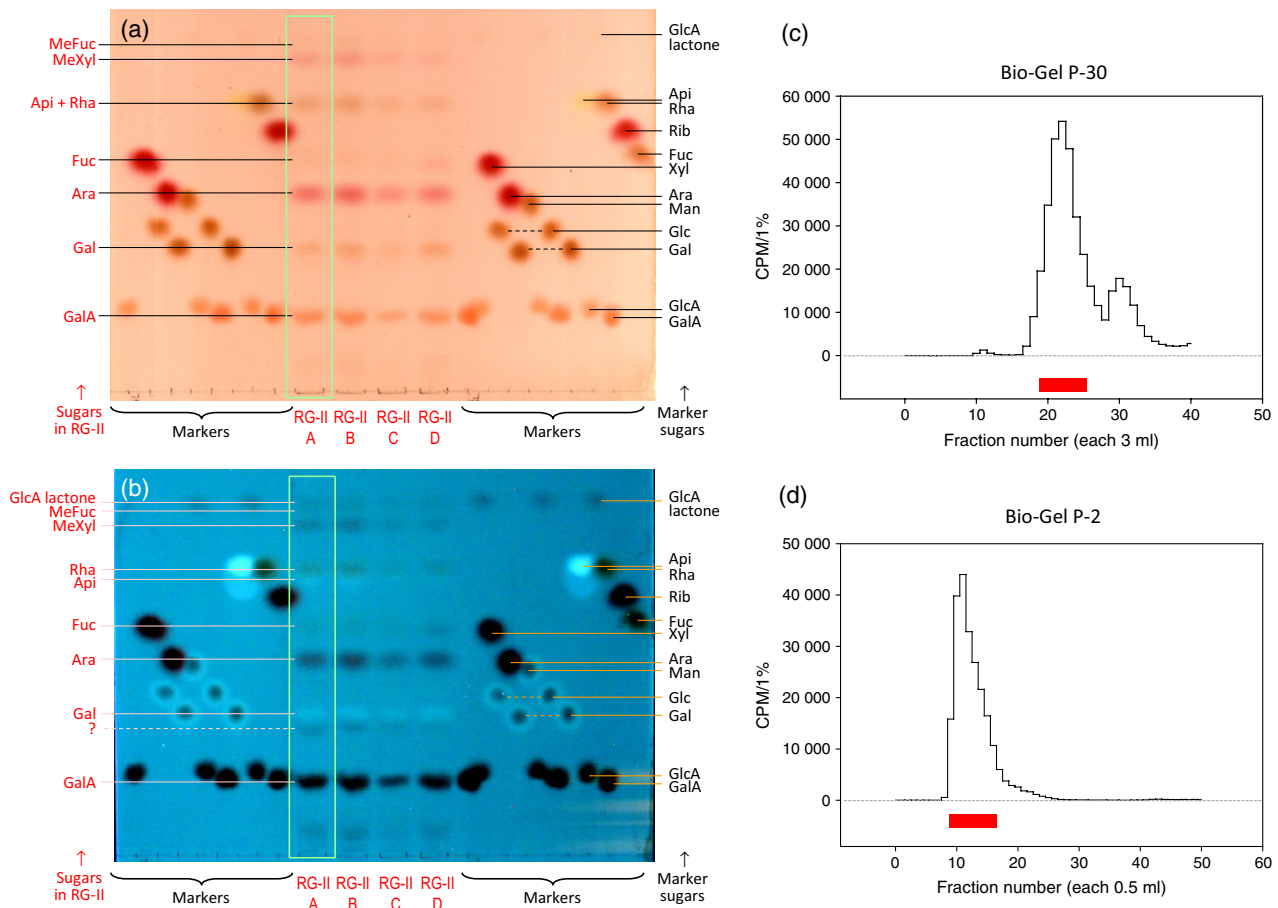 (a)
MeFuc
MeXyl
Api + Rha
Fuc
Ara
Gal
GalA
↑
Sugars
in RG-II
Markers
RG-II
A
RG-II
B
RG-II
C
RG-II
D
Markers
GlcA
lactone
Api
Rha
Rib
Fuc
Xyl
Ara
Man
Glc
Gal
GlcA
GalA
↑
Marker
sugars
(b)
GlcA lactone
MeFuc
MeXyl
Rha
Api
Fuc
Ara
Gal
?
GalA
↑
Sugars
in RG-II
Markers
RG-II
A
RG-II
B
RG-II
C
RG-II
D
Markers
GlcA
lactone
Api
Rha
Rib
Fuc
Xyl
Ara
Man
Glc
Gal
GlcA
GalA
↑
Marker
sugars
(c)
Bio-Gel P-30
CPM/1%
60 000
50 000
40 000
30 000
20 000
10 000
0
0 10 20 30 40 50
Fraction number (each 3 ml)
(d)
Bio-Gel P-2
CPM/1%
50 000
40 000
30 000
20 000
10 000
0
0 10 20 30 40 50 60
Fraction number (each 0.5 ml)